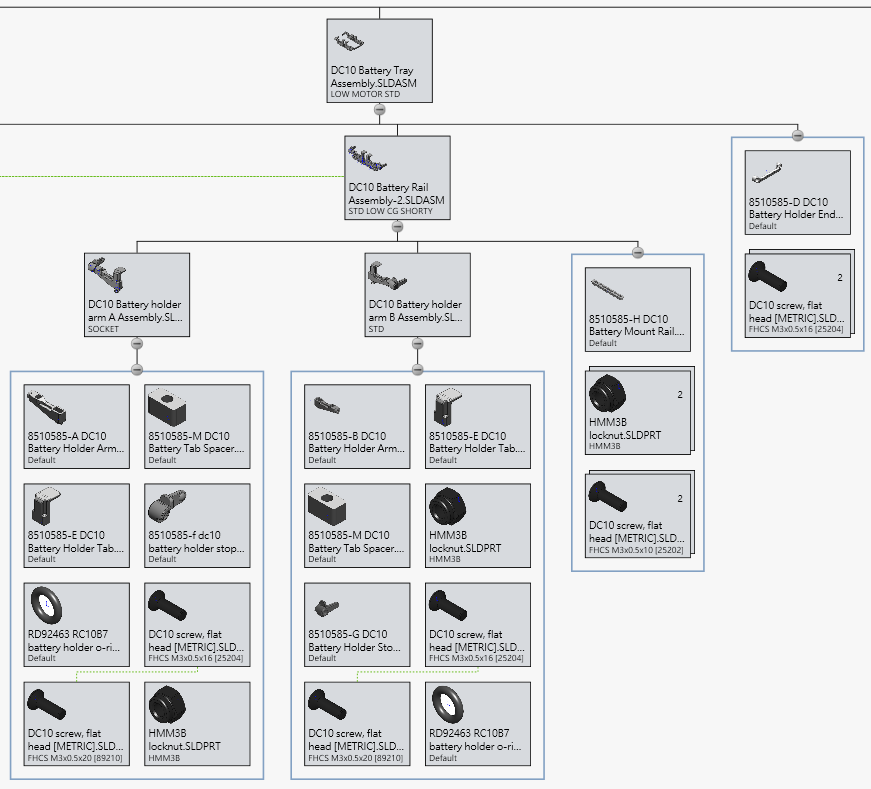 DC10 Battery Tray
Assembly.SLDASM
LOW MOTOR STD
DC10 Battery Rail
Assembly-2.SLDASM
STD LOW CG SHORTY
8510585-D DC10
Battery Holder End...
Default
2
DC10 screw, flat
head [METRIC].SLD...
FHCS M3x0.5x16 [25204]
DC10 Battery holder
arm A Assembly.SL...
SOCKET
DC10 Battery holder
arm B Assembly.SL...
STD
8510585-H DC10
Battery Mount Rail....
Default
2
HMM3B
locknut.SLDPRT
HMM3B
2
DC10 screw, flat
head [METRIC].SLD...
FHCS M3x0.5x10 [25202]
8510585-A DC10
Battery Holder Arm...
Default
8510585-M DC10
Battery Tab Spacer....
Default
8510585-E DC10
Battery Holder Tab....
Default
8510585-f dc10
battery holder stop...
Default
RD92463 RC10B7
battery holder o-ri...
Default
DC10 screw, flat
head [METRIC].SLD...
FHCS M3x0.5x16 [25204]
DC10 screw, flat
head [METRIC].SLD...
FHCS M3x0.5x20 [89210]
HMM3B
locknut.SLDPRT
HMM3B
8510585-B DC10
Battery Holder Arm...
Default
8510585-E DC10
Battery Holder Tab....
Default
8510585-M DC10
Battery Tab Spacer....
Default
HMM3B
locknut.SLDPRT
HMM3B
8510585-G DC10
Battery Holder Sto...
Default
DC10 screw, flat
head [METRIC].SLD...
FHCS M3x0.5x16 [25204]
DC10 screw, flat
head [METRIC].SLD...
FHCS M3x0.5x20 [89210]
RD92463 RC10B7
battery holder o-ri...
Default